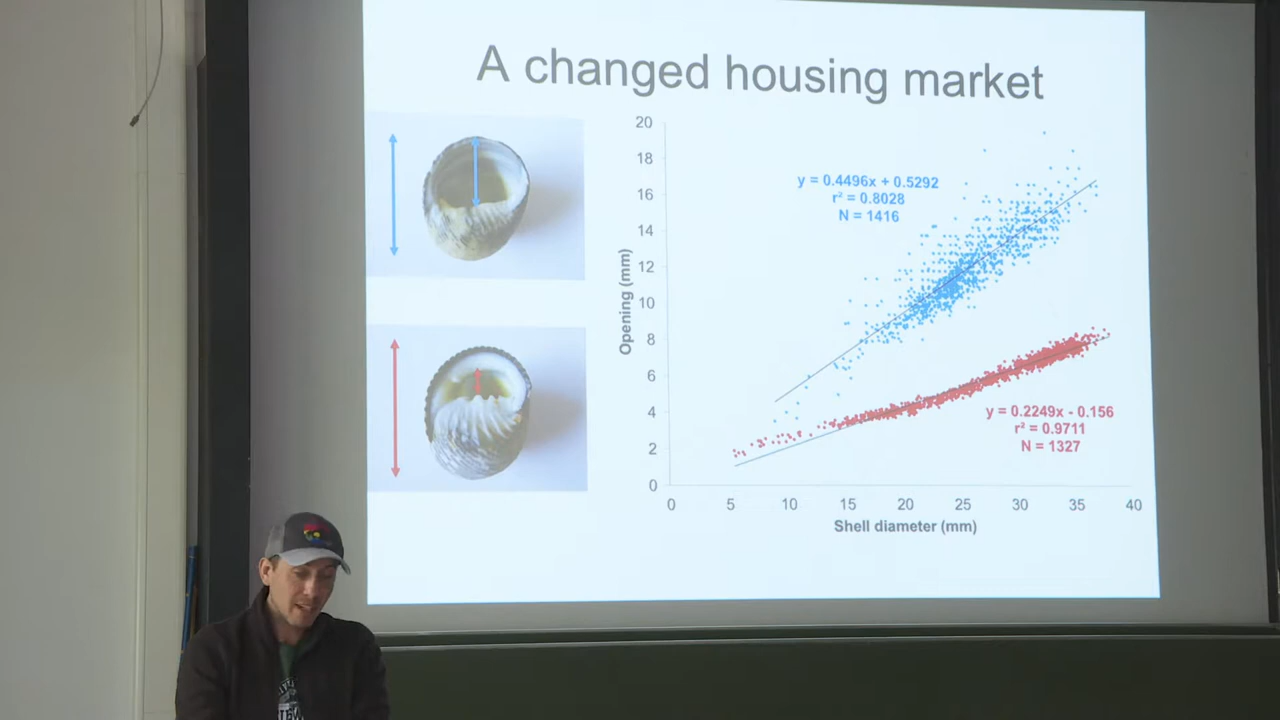 A changed housing market
20
18
16
14
12
10
8
6
4
2
0
Opening (mm)
y = 0.4496x + 0.5292
r² = 0.8028
N = 1416
y = 0.2249x - 0.156
r² = 0.9711
N = 1327
0 5 10 15 20 25 30 35 40
Shell diameter (mm)